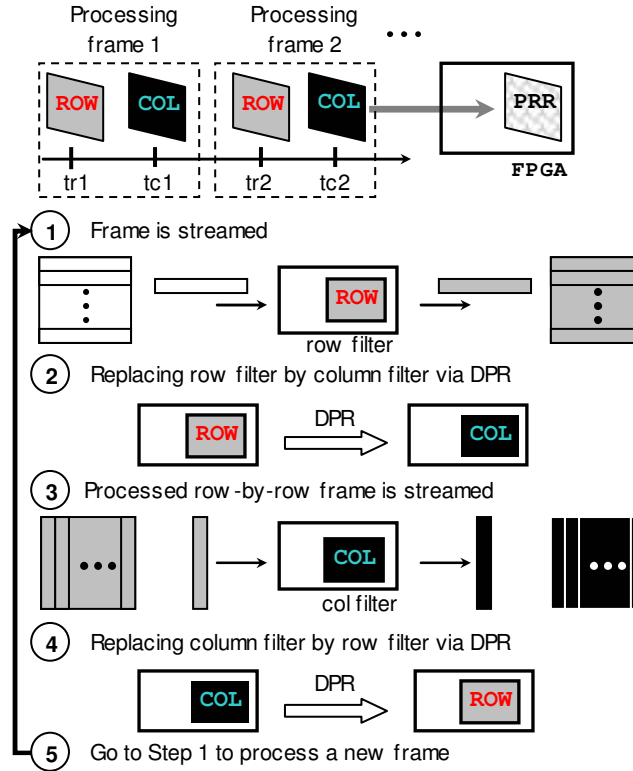 Processing frame 1
Processing frame 2
...
ROW
COL
ROW
COL
PRR
FPGA
tr1
tc1
tr2
tc2
1 Frame is streamed
ROW
row filter
2 Replacing row filter by column filter via DPR
ROW
DPR
COL
3 Processed row-by-row frame is streamed
COL
col filter
4 Replacing column filter by row filter via DPR
COL
DPR
ROW
5 Go to Step 1 to process a new frame